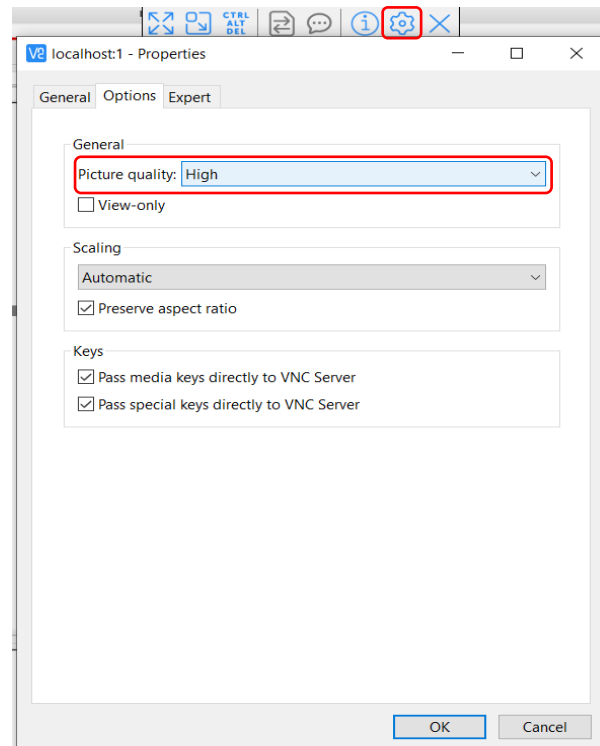 CTRL
ALT
DEL
V2 localhost:1 - Properties
General Options Expert
General
Picture quality: High
View-only
Scaling
Automatic
Preserve aspect ratio
Keys
Pass media keys directly to VNC Server
Pass special keys directly to VNC Server
OK Cancel